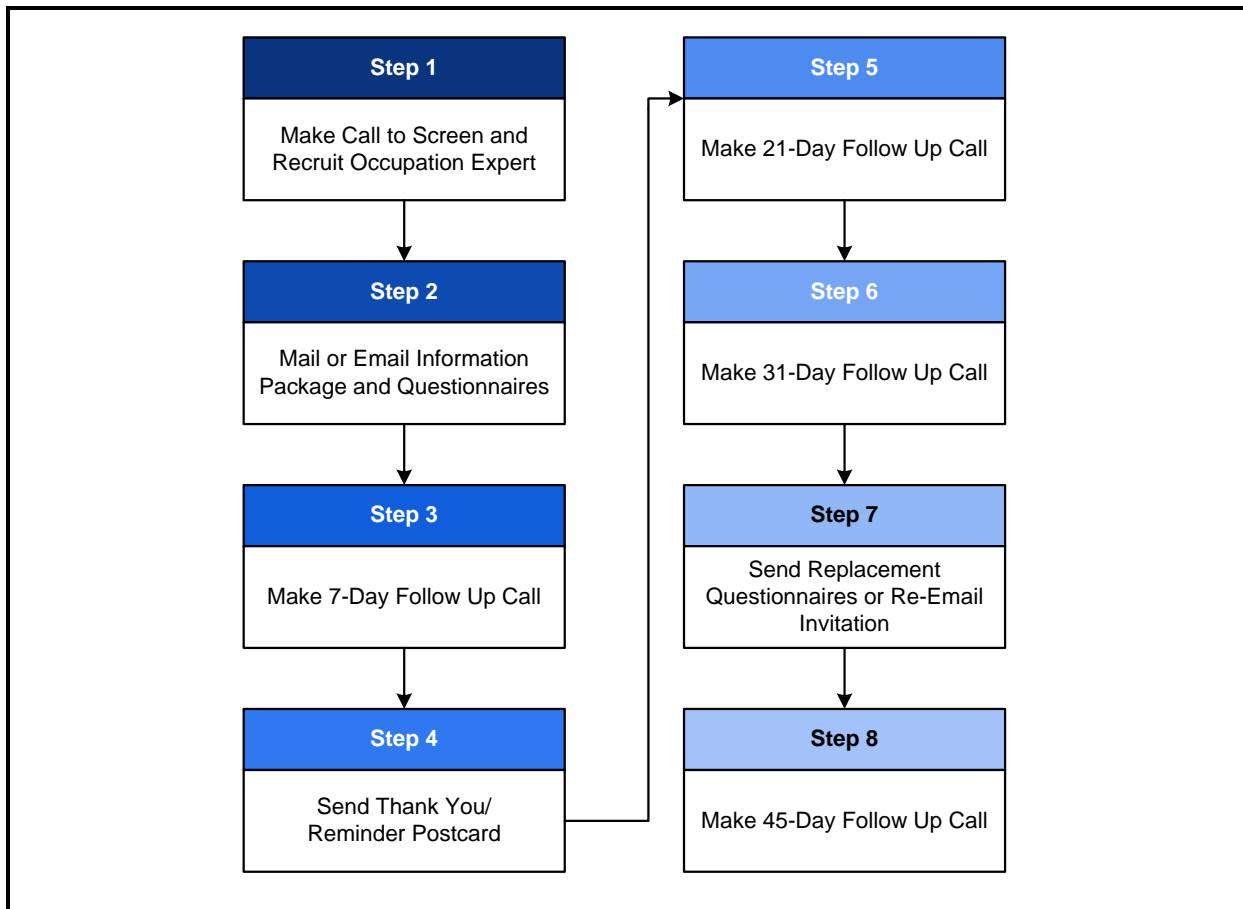 Step 1
Make Call to Screen and
Recruit Occupation Expert
Step 2
Mail or Email Information
Package and Questionnaires
Step 3
Make 7-Day Follow Up Call
Step 4
Send Thank You/
Reminder Postcard
Step 5
Make 21-Day Follow Up Call
Step 6
Make 31-Day Follow Up Call
Step 7
Send Replacement
Questionnaires or Re-Email
Invitation
Step 8
Make 45-Day Follow Up Call